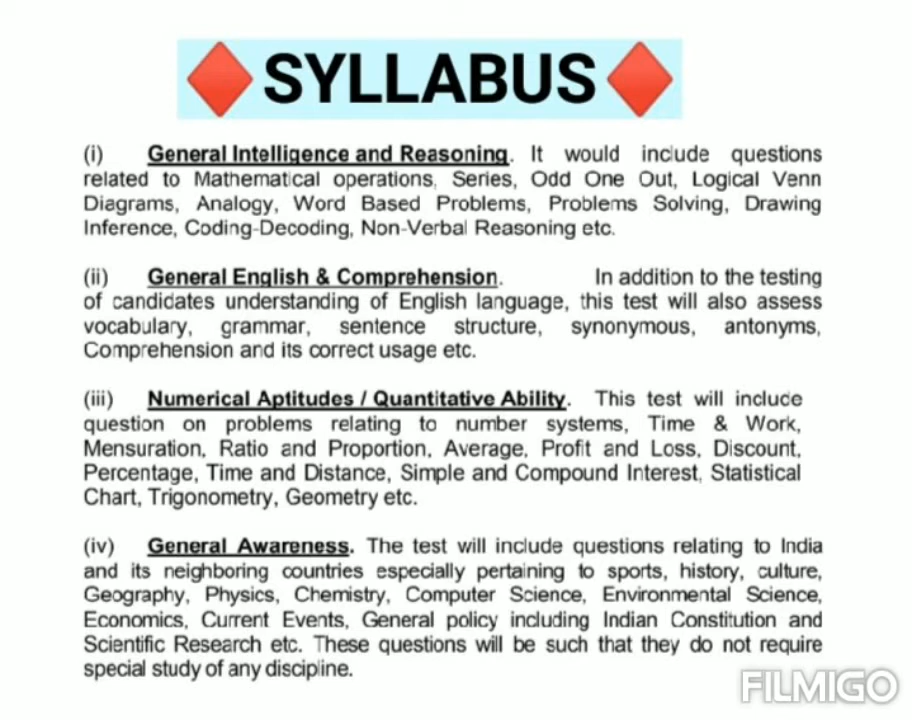 ♦SYLLABUS♦
(i) General Intelligence and Reasoning. It would include questions
related to Mathematical operations, Series, Odd One Out, Logical Venn
Diagrams, Analogy, Word Based Problems, Problems Solving, Drawing
Inference, Coding-Decoding, Non-Verbal Reasoning etc.
(ii) General English & Comprehension. In addition to the testing
of candidates understanding of English language, this test will also assess
vocabulary, grammar, sentence structure, synonymous, antonyms,
Comprehension and its correct usage etc.
(iii) Numerical Aptitudes / Quantitative Ability. This test will include
question on problems relating to number systems, Time & Work,
Mensuration, Ratio and Proportion, Average, Profit and Loss, Discount,
Percentage, Time and Distance, Simple and Compound Interest, Statistical
Chart, Trigonometry, Geometry etc.
(iv) General Awareness. The test will include questions relating to India
and its neighboring countries especially pertaining to sports, history, culture,
Geography, Physics, Chemistry, Computer Science, Environmental Science,
Economics, Current Events, General policy including Indian Constitution and
Scientific Research etc. These questions will be such that they do not require
special study of any discipline.
FILMIGO